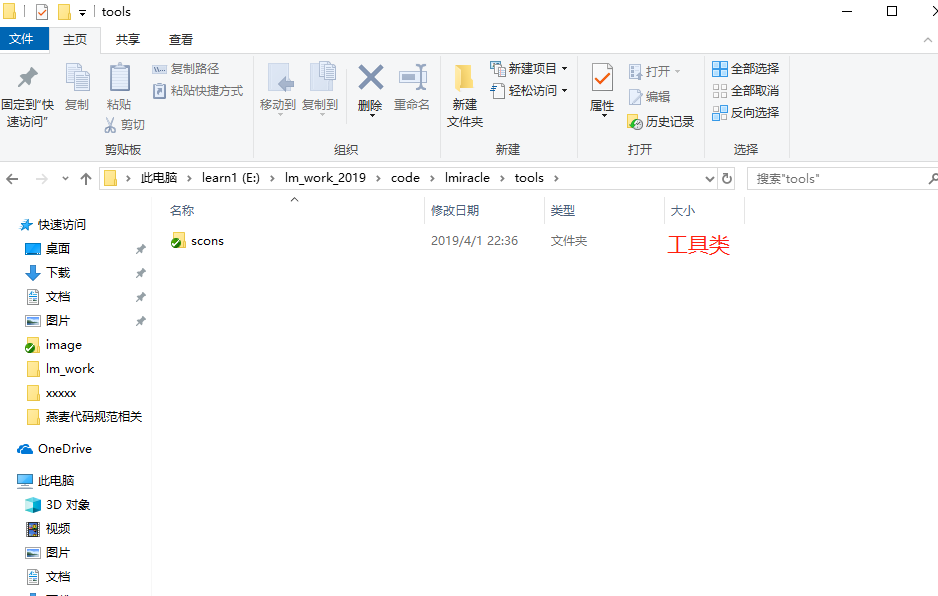 tools
文件 主页 共享 查看
固定到"快速访问"
复制
粘贴
复制路径
粘贴快捷方式
剪切
剪贴板
移动到
复制到
删除
重命名
组织
新建
文件夹
新建项目
轻松访问
新建
属性
打开
编辑
历史记录
打开
全部选择
全部取消
反向选择
选择
此电脑 learn1 (E:) lm_work_2019 code lmiracle tools
搜索"tools"
名称 修改日期 类型 大小
scons 2019/4/1 22:36 文件夹 工具类
快速访问
桌面
下载
文档
图片
image
lm_work
xxxxx
燕麦代码规范相关
OneDrive
此电脑
3D 对象
视频
图片
文档